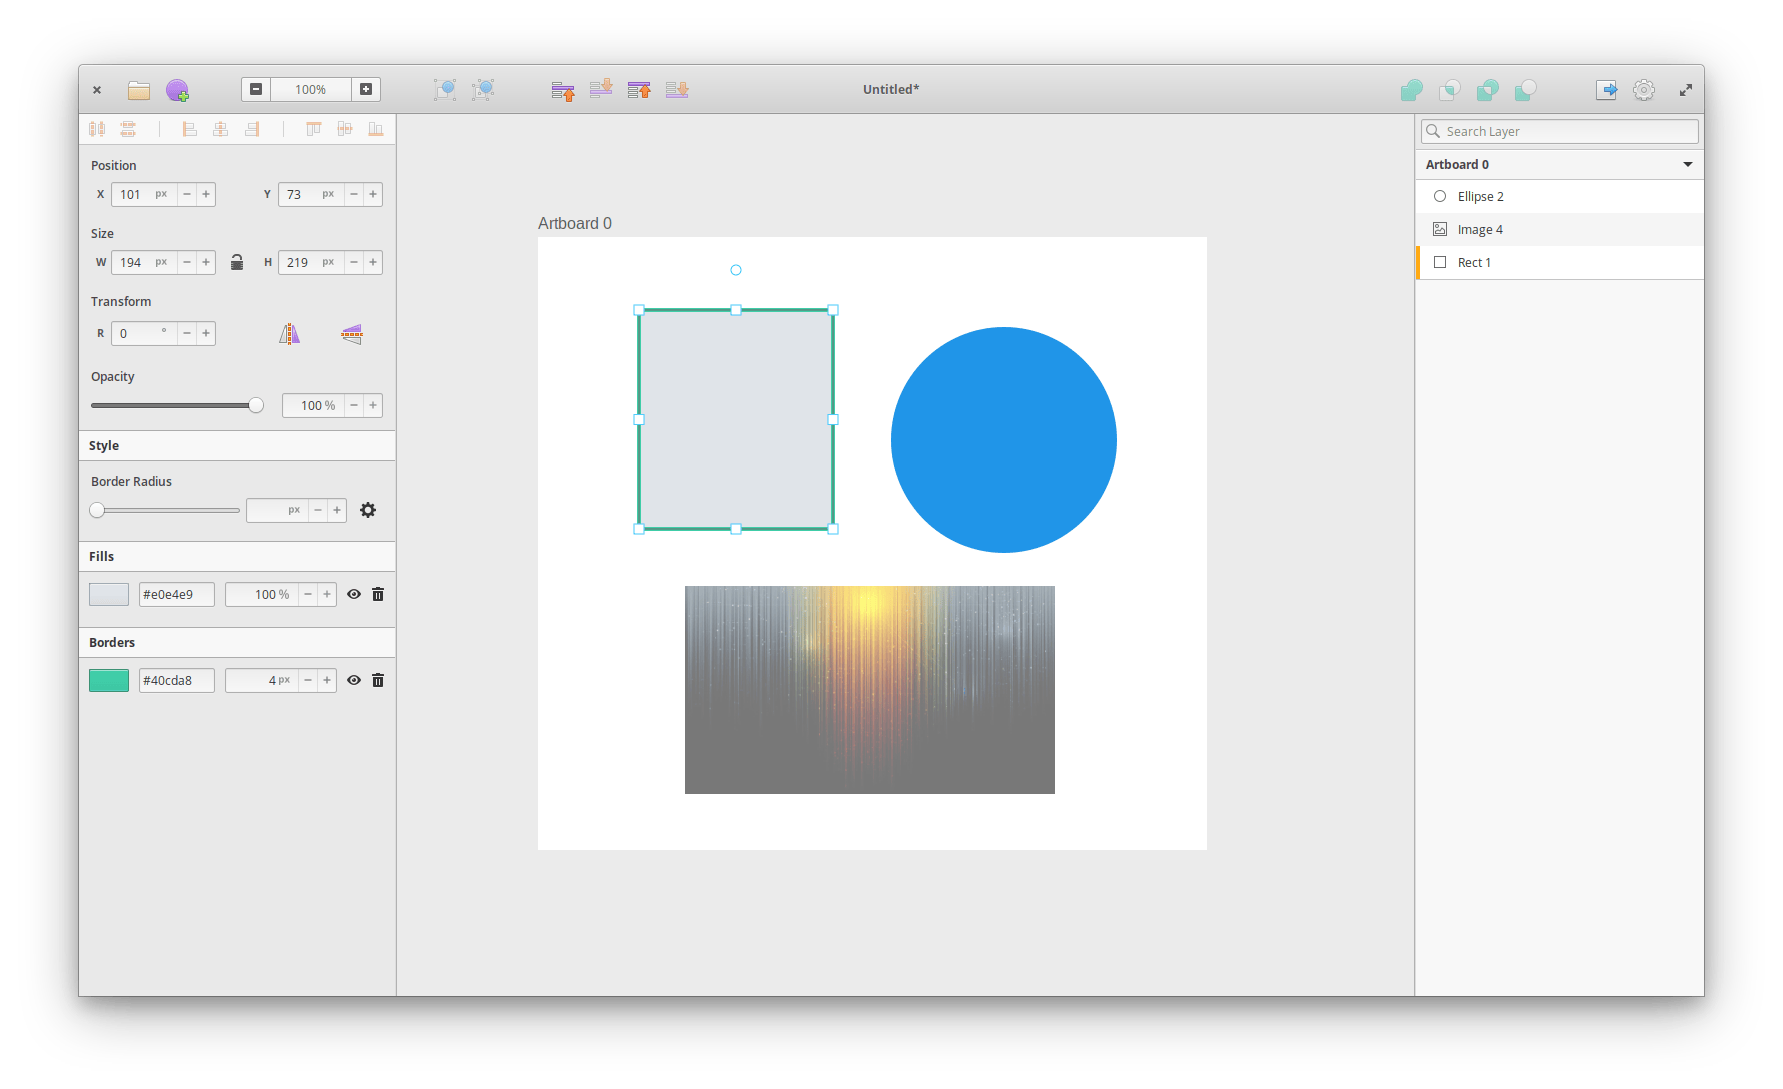 100%
Untitled*
Search Layer
Position
X 101 px Y 73 px
Size
W 194 px H 219 px
Transform
R 0 °
Opacity
100 %
Style
Border Radius
px
Fills
#e0e4e9 100 %
Borders
#40cda8 4 px
Artboard 0
Artboard 0
Ellipse 2
Image 4
Rect 1